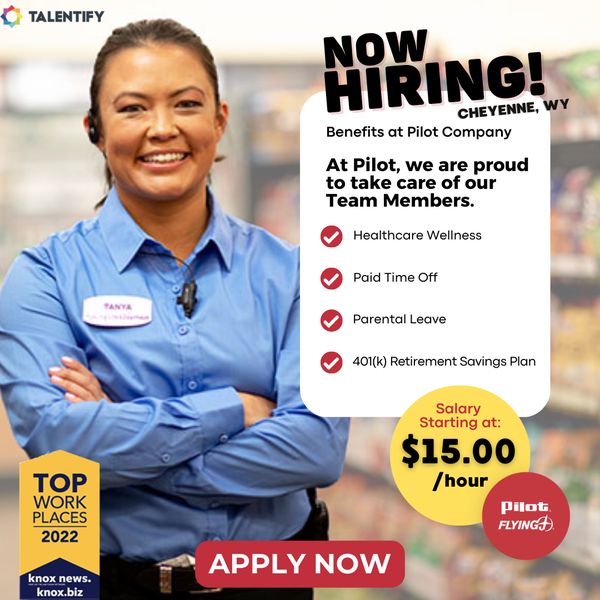 TALENTIFY
NOW
HIRING!
CHEYENNE, WY
Benefits at Pilot Company
At Pilot, we are proud
to take care of our
Team Members.
Healthcare Wellness
Paid Time Off
Parental Leave
401(k) Retirement Savings Plan
Salary
Starting at:
$15.00
/hour
Pilot
FLYING J
TANYA
TOP
WORK
PLACES
2022
knox news.
knox.biz
APPLY NOW